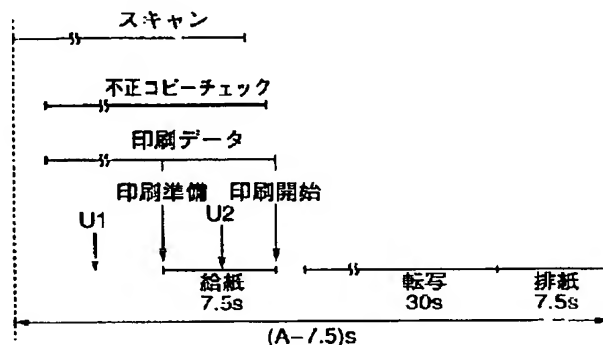 スキャン
不正コピーチェック
印刷データ
印刷準備 印刷開始
U1 U2
給紙 転写 排紙
7.5s 30s 7.5s
(A-7.5)s